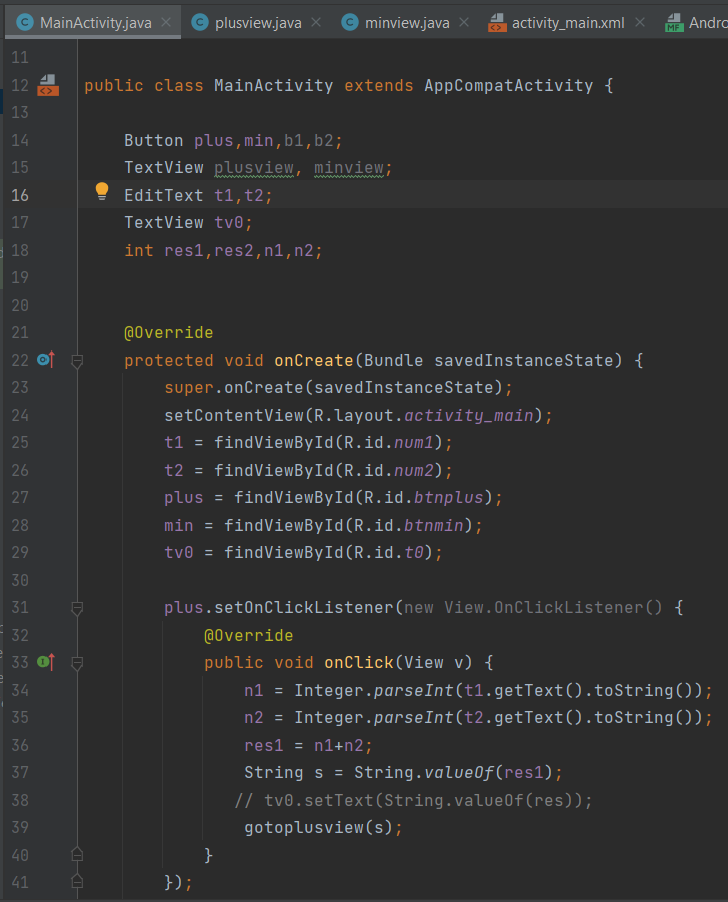 MainActivity.java × plusview.java × minview.java × activity_main.xml × Andro
11
12 public class MainActivity extends AppCompatActivity {
13
14 Button plus,min,b1,b2;
15 TextView plusview, minview;
16 EditText t1,t2;
17 TextView tv0;
18 int res1,res2,n1,n2;
19
20
21 @Override
22 protected void onCreate(Bundle savedInstanceState) {
23 super.onCreate(savedInstanceState);
24 setContentView(R.layout.activity_main);
25 t1 = findViewById(R.id.num1);
26 t2 = findViewById(R.id.num2);
27 plus = findViewById(R.id.btnplus);
28 min = findViewById(R.id.btnmin);
29 tv0 = findViewById(R.id.t0);
30
31 plus.setOnClickListener(new View.OnClickListener() {
32 @Override
33 public void onClick(View v) {
34 n1 = Integer.parseInt(t1.getText().toString());
35 n2 = Integer.parseInt(t2.getText().toString());
36 res1 = n1+n2;
37 String s = String.valueOf(res1);
38 // tv0.setText(String.valueOf(res));
39 gotoplusview(s);
40 }
41 });